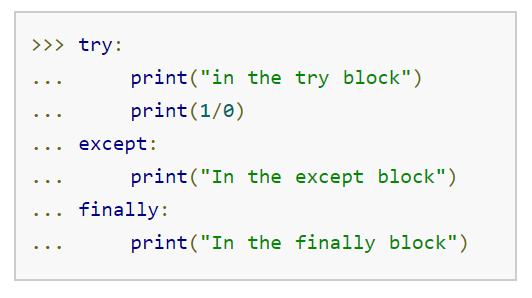 >>> try:
...     print("in the try block")
...     print(1/0)
... except:
...     print("In the except block")
... finally:
...     print("In the finally block")